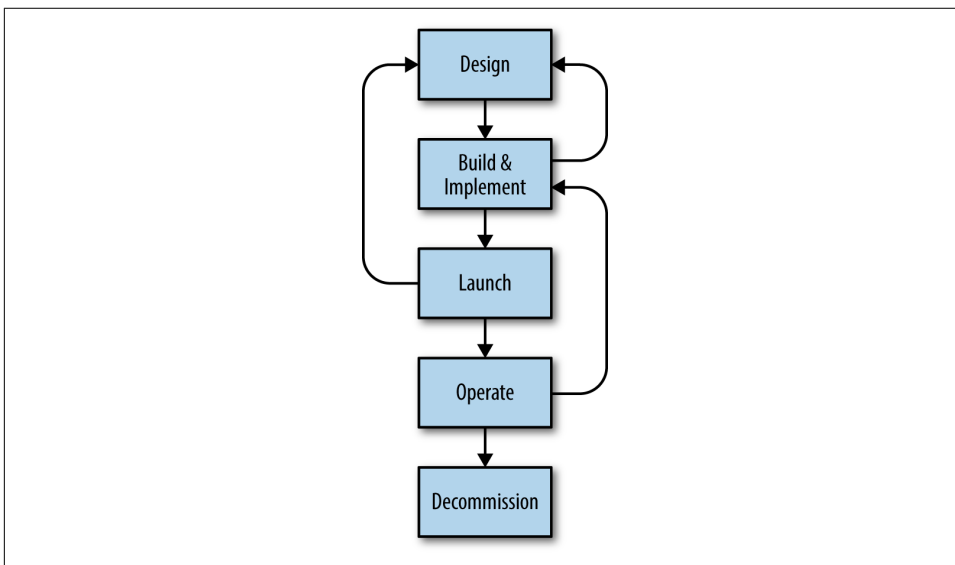 Design
Build &
Implement
Launch
Operate
Decommission